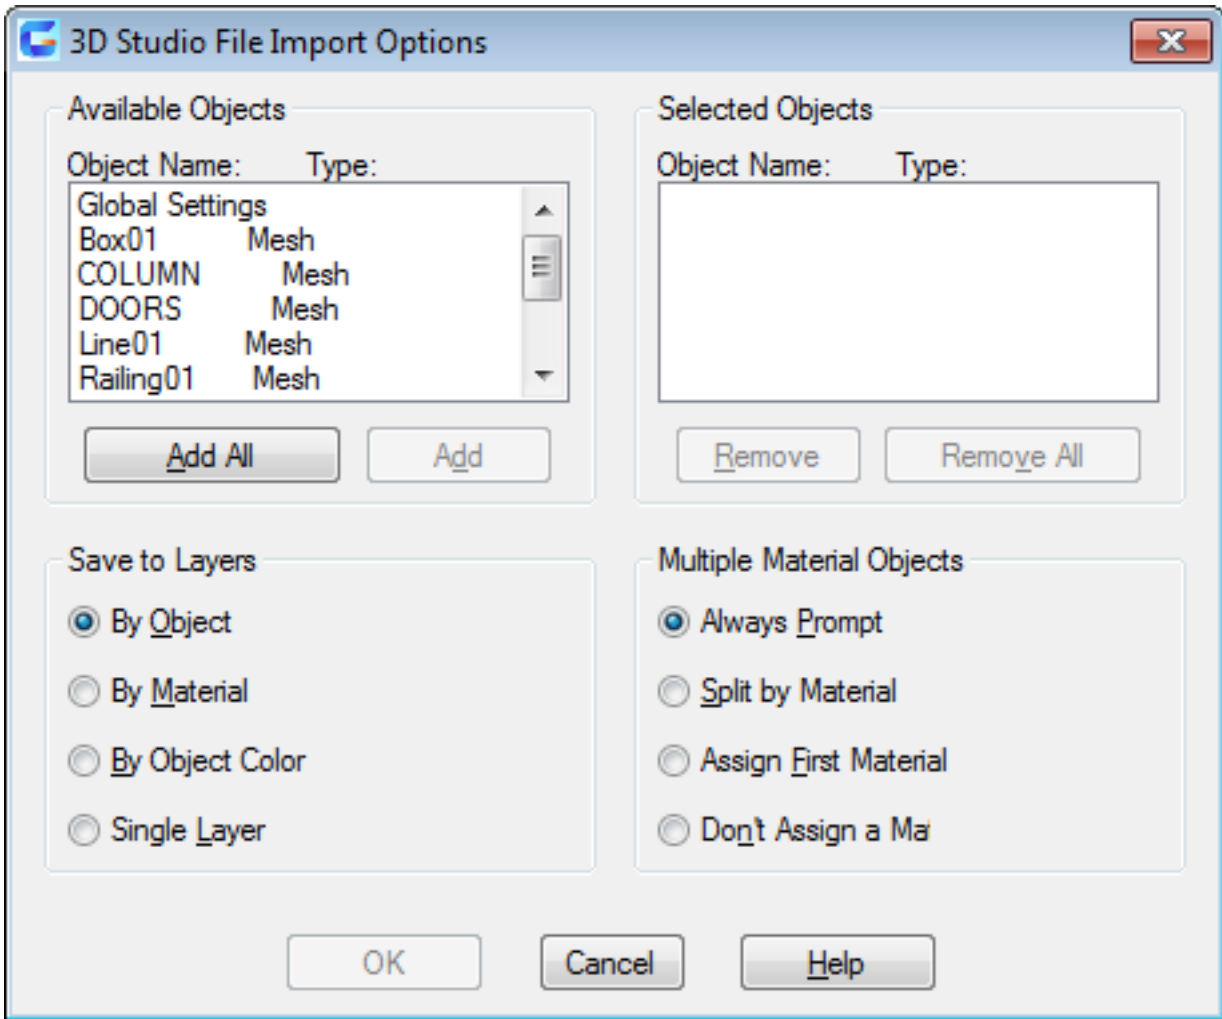 3D Studio File Import Options
Available Objects
Object Name: Type:
Global Settings
Box01 Mesh
COLUMN Mesh
DOORS Mesh
Line01 Mesh
Railing01 Mesh
Add All Add
Selected Objects
Object Name: Type:
Remove Remove All
Save to Layers
By Object
By Material
By Object Color
Single Layer
Multiple Material Objects
Always Prompt
Split by Material
Assign First Material
Don't Assign a Mat
OK Cancel Help